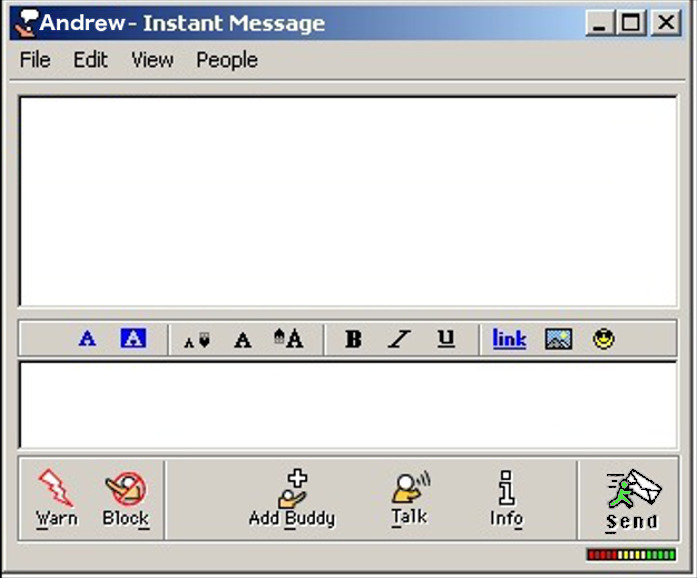 Andrew - Instant Message
File Edit View People
A A A A A B I U link
Warn Block Add Buddy Talk Info Send